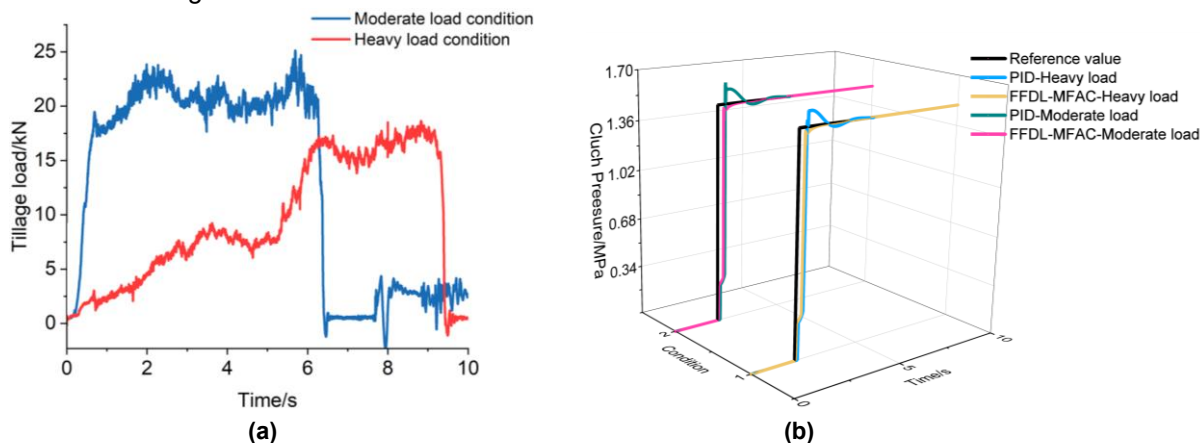 Moderate load condition
Heavy load condition
25
20
15
10
5
0
Tillage load/kN
0 2 4 6 8 10
Time/s
(a)
Reference value
PID-Heavy load
FFDL-MFAC-Heavy load
PID-Moderate load
FFDL-MFAC-Moderate load
1.70
1.36
1.02
0.68
0.34
Cluch Preesure/MPa
2
1
Condition
0
5
10
Time/s
(b)